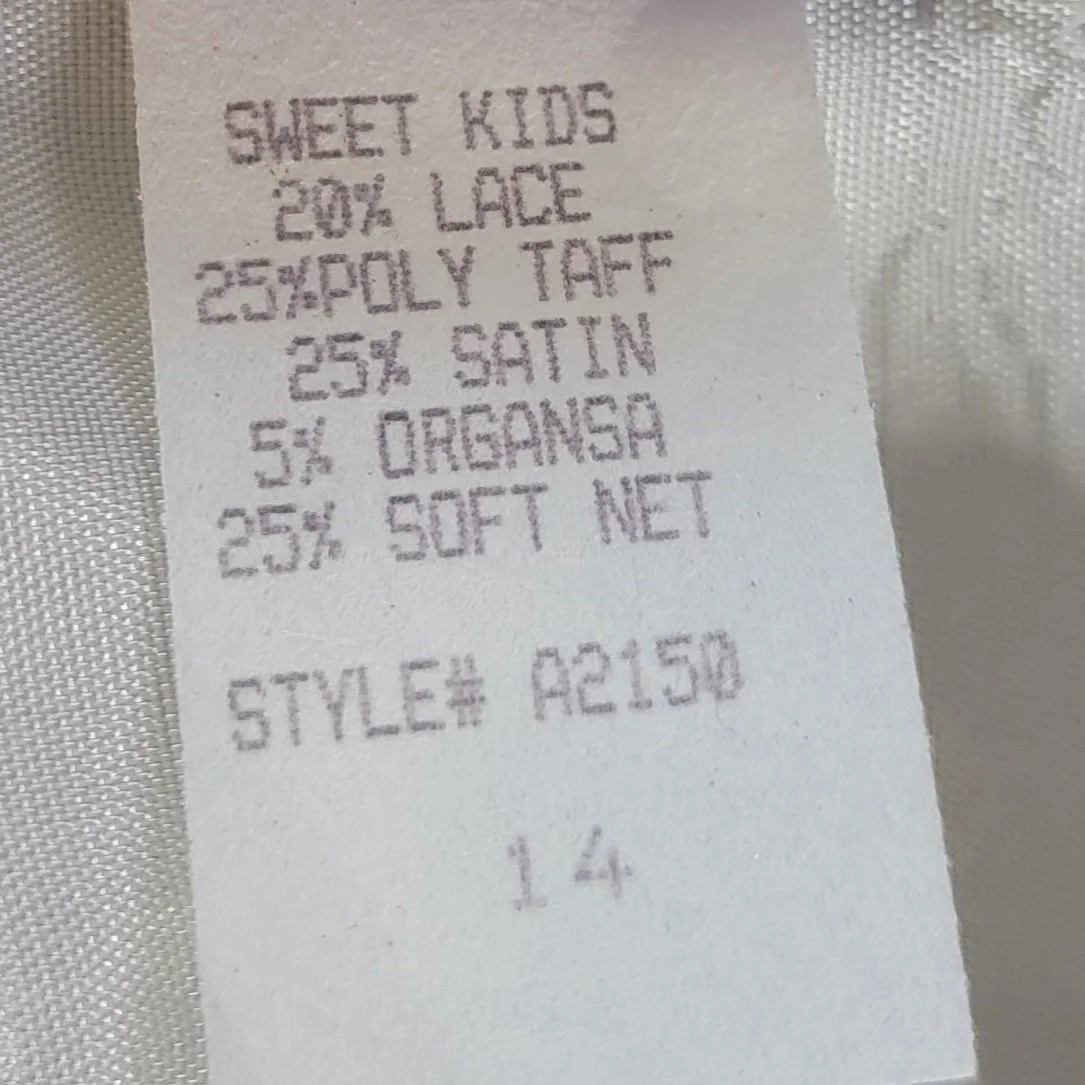 SWEET KIDS
20% LACE
25%POLY TAFF
25% SATIN
5% ORGANSA
25% SOFT NET
STYLE# A2150
14